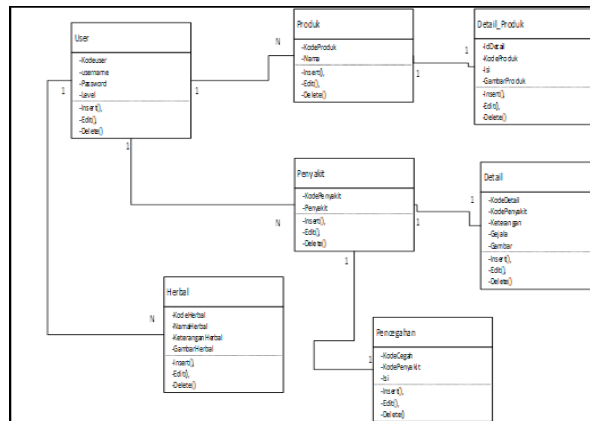 User
-Kodeuser
-username
-Password
-Level
-Insert(),
-Edit(),
-Delete()
1
1
1
N
Produk
-KodeProduk
-Nama
-Insert(),
-Edit(),
-Delete()
1
1
Detail_Produk
-IdDetail
-KodeProduk
-Isi
-GambarProduk
-Insert(),
-Edit(),
-Delete()
N
Penyakit
-KodePenyakit
-Penyakit
-Insert(),
-Edit(),
-Delete()
1
1
1
Detail
-KodeDetail
-KodePenyakit
-Keterangan
-Gejala
-Gambar
-Insert(),
-Edit(),
-Delete()
N
Herbal
-KodeHerbal
-NamaHerbal
-KeteranganHerbal
-GambarHerbal
-Insert(),
-Edit(),
-Delete()
1
Pencegahan
-KodeCegah
-KodePenyakit
-Isi
-Insert(),
-Edit(),
-Delete()